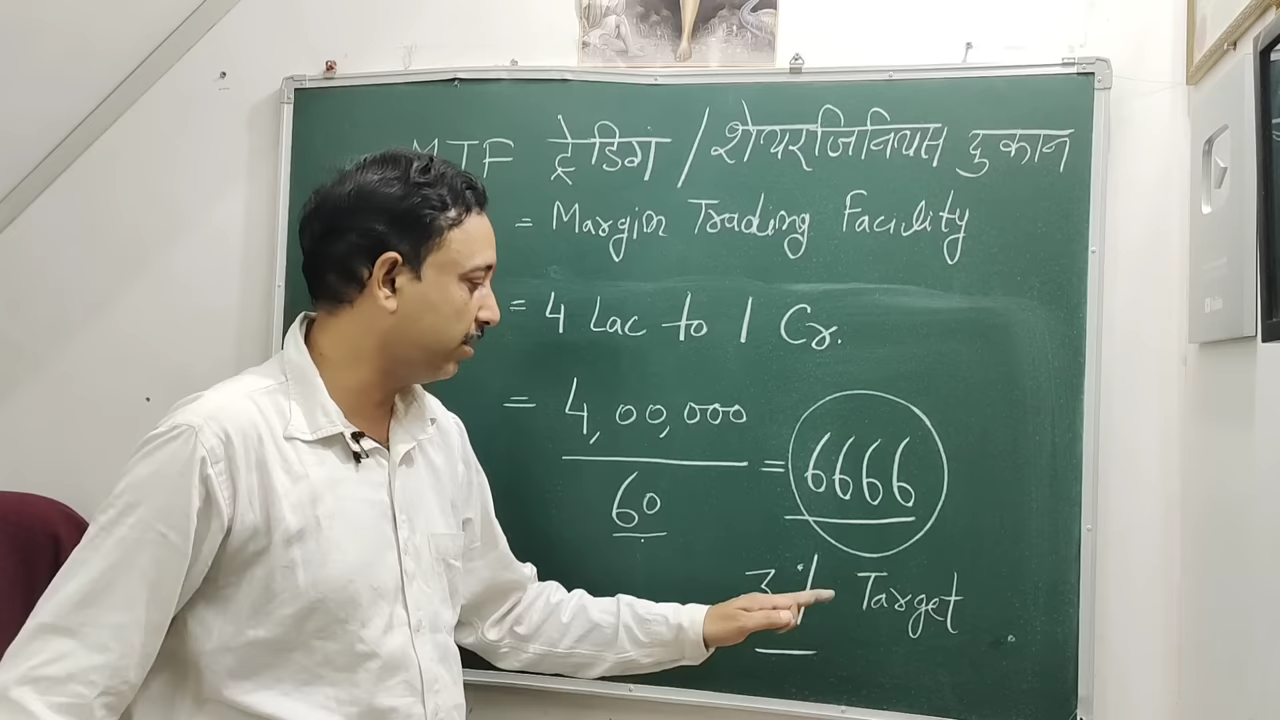 MTF ट्रेडिंग / शेयरजिनियस दुकान
= Margin Trading Facility
= 4 Lac to 1 Cr.
= 4,00,000
60
= 6666
3% Target